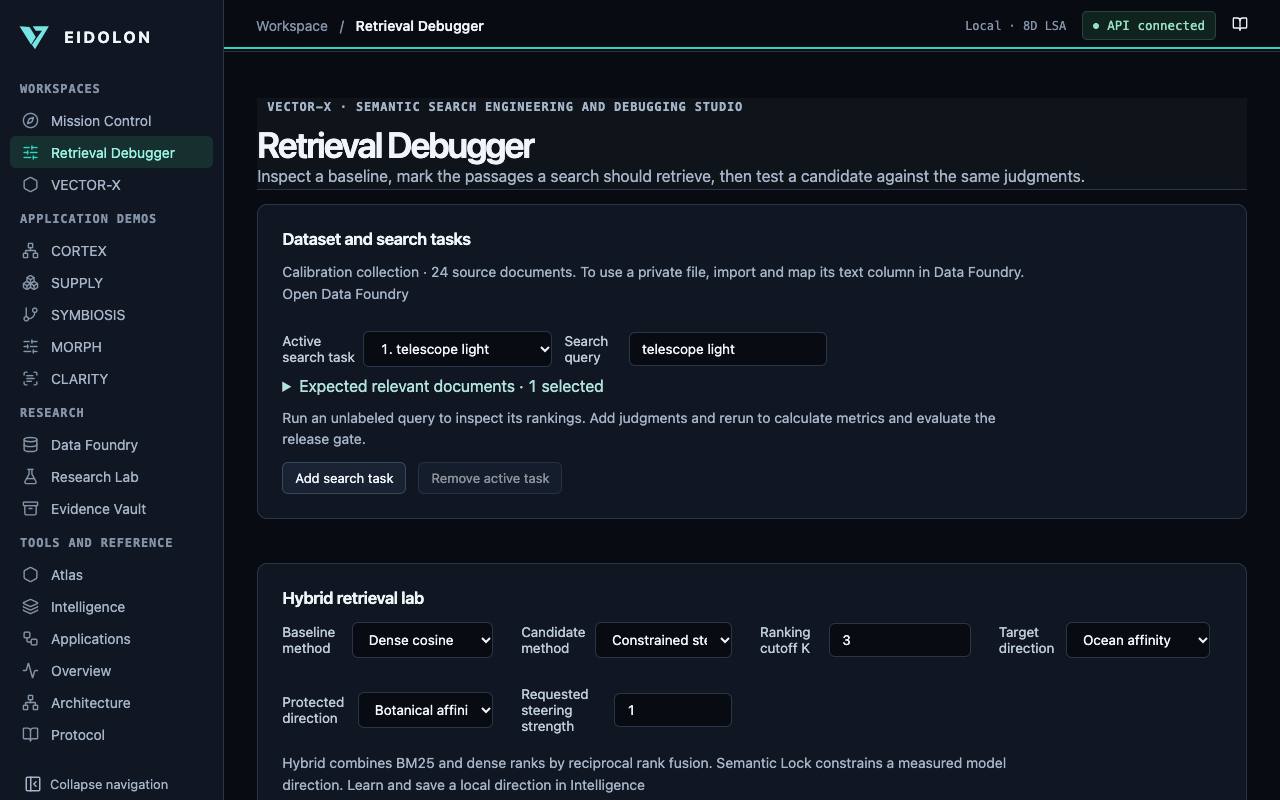 EIDOLON
WORKSPACES
Mission Control
Retrieval Debugger
VECTOR-X
APPLICATION DEMOS
CORTEX
SUPPLY
SYMBIOSIS
MORPH
CLARITY
RESEARCH
Data Foundry
Research Lab
Evidence Vault
TOOLS AND REFERENCE
Atlas
Intelligence
Applications
Overview
Architecture
Protocol
Collapse navigation
Workspace / Retrieval Debugger
Local · 8D LSA
● API connected
VECTOR-X · SEMANTIC SEARCH ENGINEERING AND DEBUGGING STUDIO
Retrieval Debugger
Inspect a baseline, mark the passages a search should retrieve, then test a candidate against the same judgments.
Dataset and search tasks
Calibration collection · 24 source documents. To use a private file, import and map its text column in Data Foundry.
Open Data Foundry
Active search task
1. telescope light
Search query
telescope light
Expected relevant documents · 1 selected
Run an unlabeled query to inspect its rankings. Add judgments and rerun to calculate metrics and evaluate the
release gate.
Add search task
Remove active task
Hybrid retrieval lab
Baseline method
Dense cosine
Candidate method
Constrained ste
Ranking cutoff K
3
Target direction
Ocean affinity
Protected direction
Botanical affini
Requested steering strength
1
Hybrid combines BM25 and dense ranks by reciprocal rank fusion. Semantic Lock constrains a measured model
direction. Learn and save a local direction in Intelligence